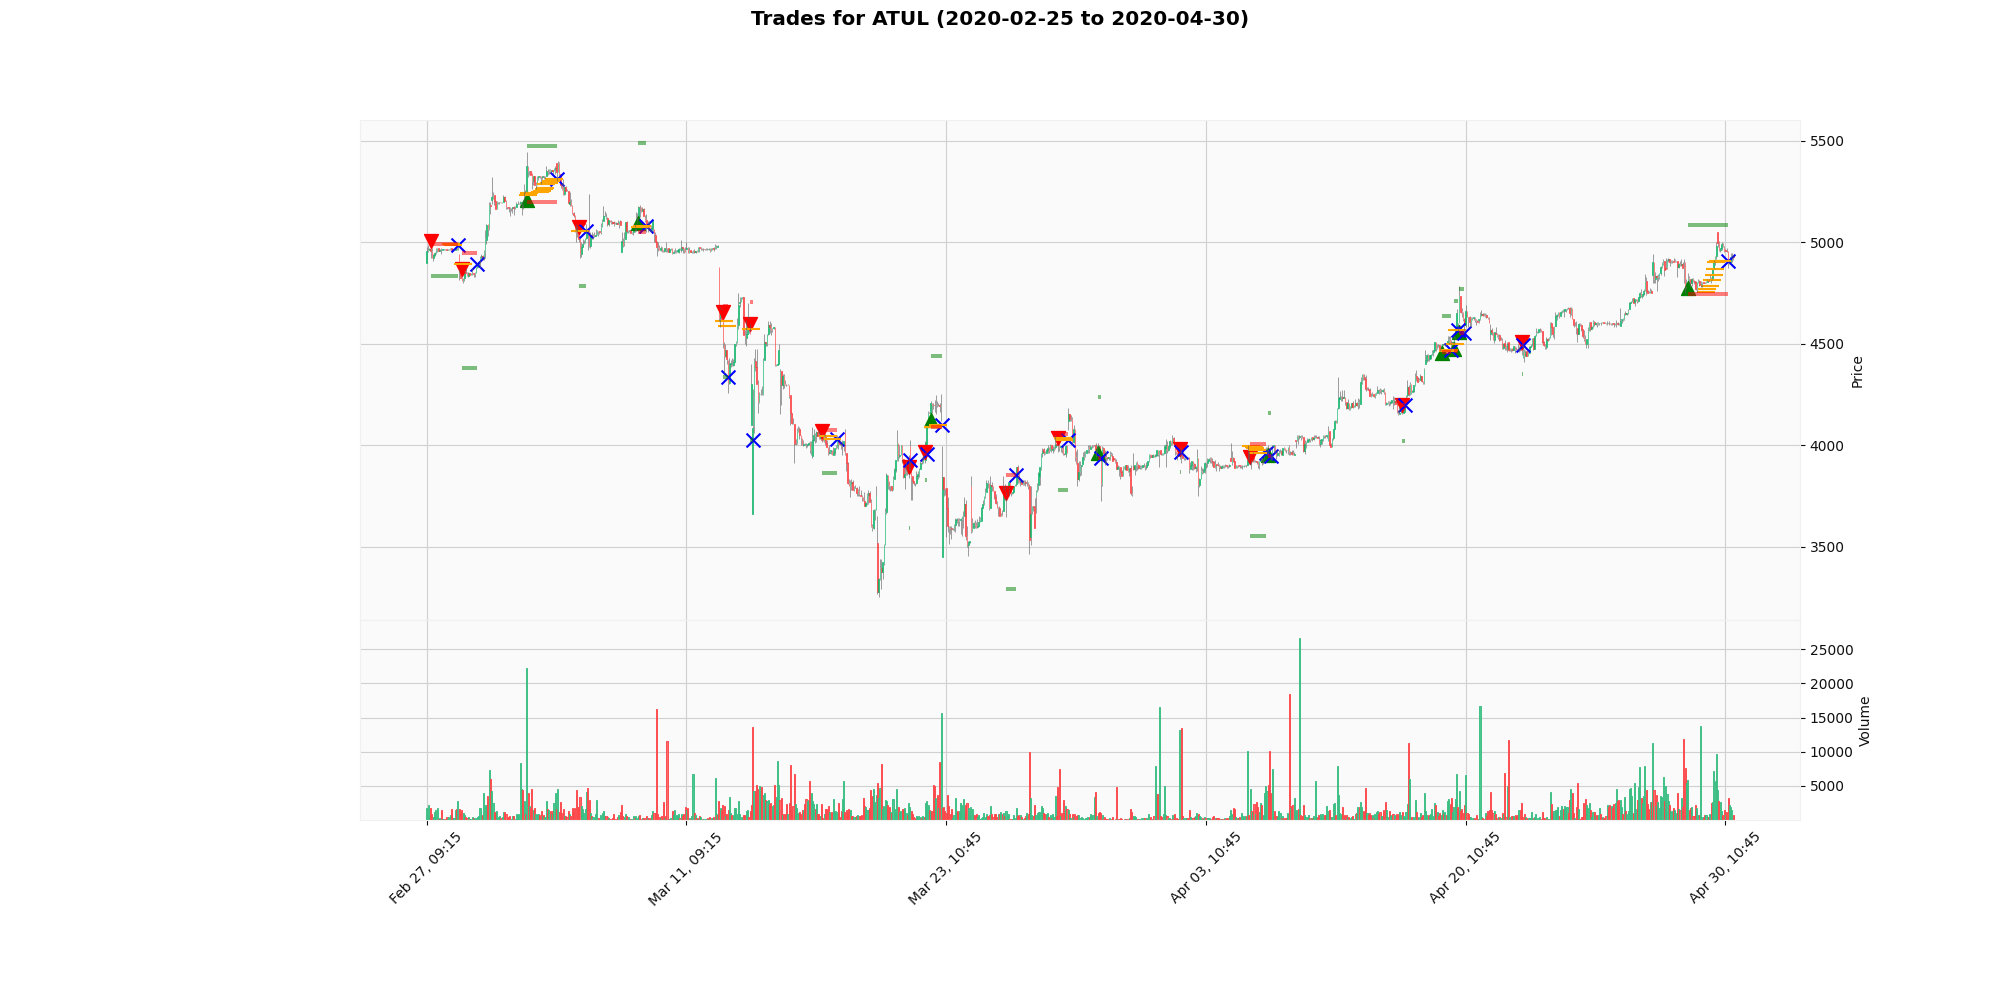 Trades for ATUL (2020-02-25 to 2020-04-30)
5500
5000
4500
4000
3500
Price
25000
20000
15000
10000
5000
Volume
Feb 27, 09:15
Mar 11, 09:15
Mar 23, 10:45
Apr 03, 10:45
Apr 20, 10:45
Apr 30, 10:45